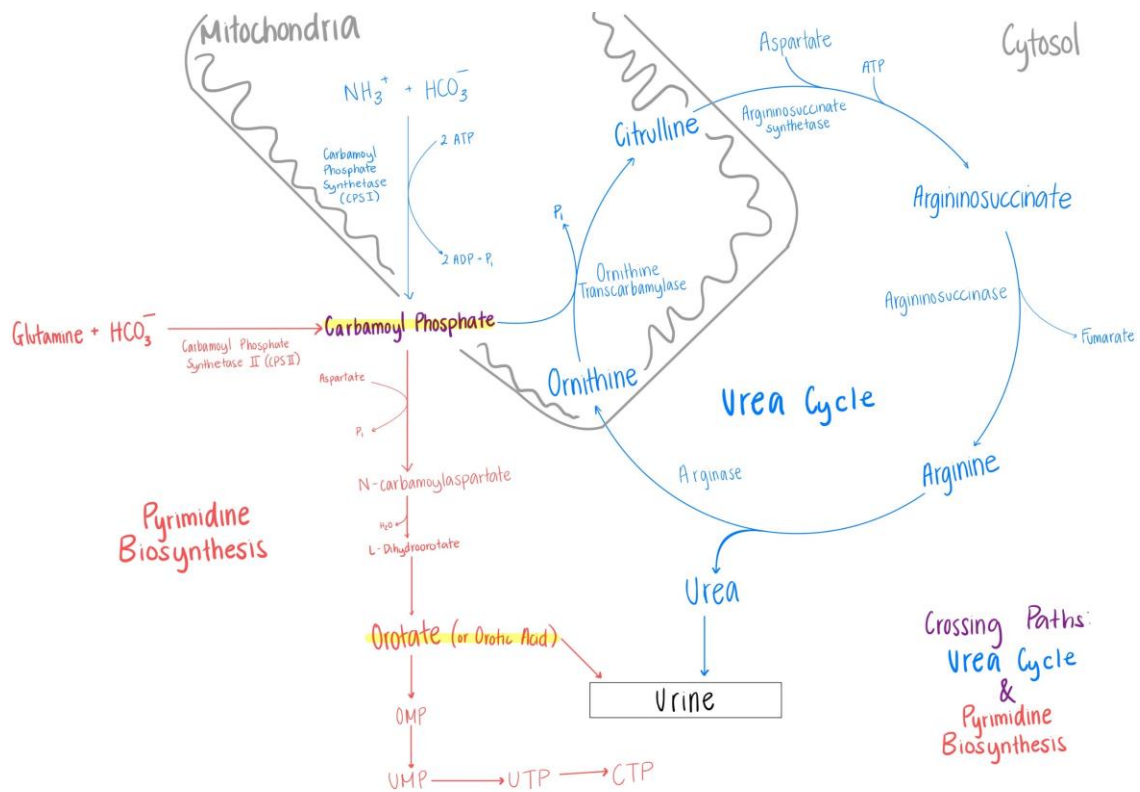 Mitochondria
Cytosol
NH₃⁺ + HCO₃⁻
2 ATP
Carbamoyl
Phosphate
Synthetase
(CPSI)
2 ADP-Pᵢ
Aspartate
ATP
Argininosuccinate
synthetase
Citrulline
Argininosuccinate
Pᵢ
Ornithine
Transcarbamylase
Argininosuccinase
Fumarate
Glutamine + HCO₃⁻
Carbamoyl Phosphate
Synthetase II (CPSII)
Carbamoyl Phosphate
Ornithine
Urea Cycle
Aspartate
Pᵢ
Arginase
Arginine
N-carbamoylaspartate
H₂O
L-Dihydroorotate
Pyrimidine
Biosynthesis
Urea
Orotate (or Orotic Acid)
Urine
OMP
UMP
UTP
CTP
Crossing Paths:
Urea Cycle
&
Pyrimidine
Biosynthesis